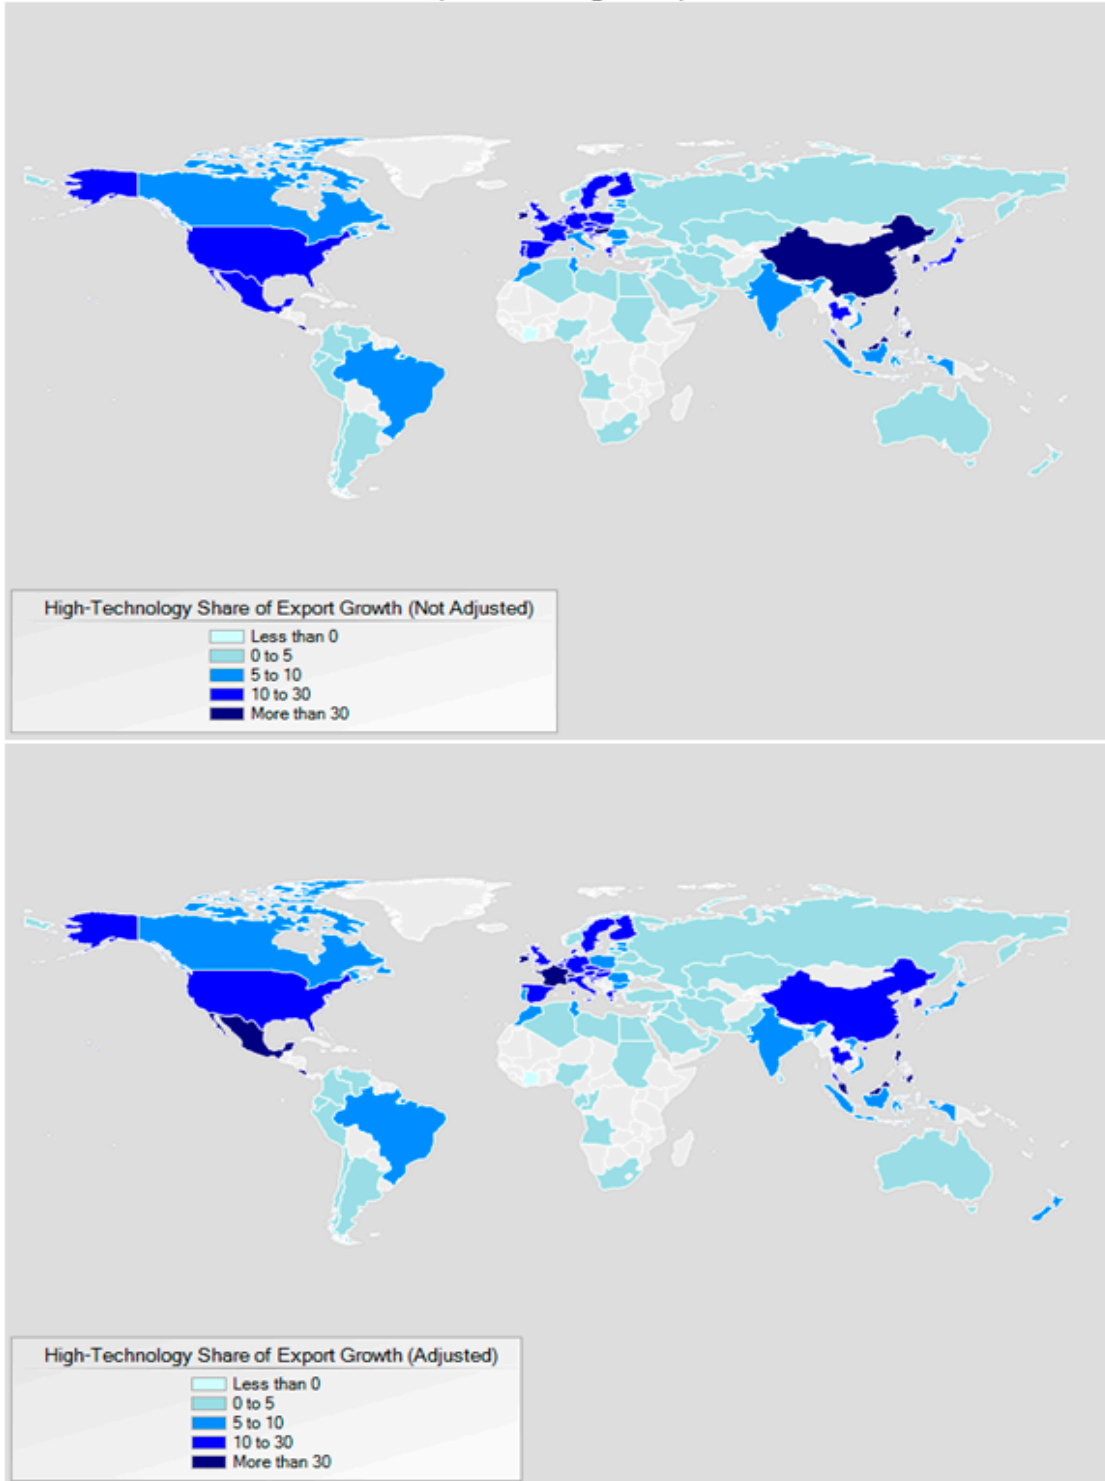 High-Technology Share of Export Growth (Not Adjusted)
Less than 0
0 to 5
5 to 10
10 to 30
More than 30
High-Technology Share of Export Growth (Adjusted)
Less than 0
0 to 5
5 to 10
10 to 30
More than 30